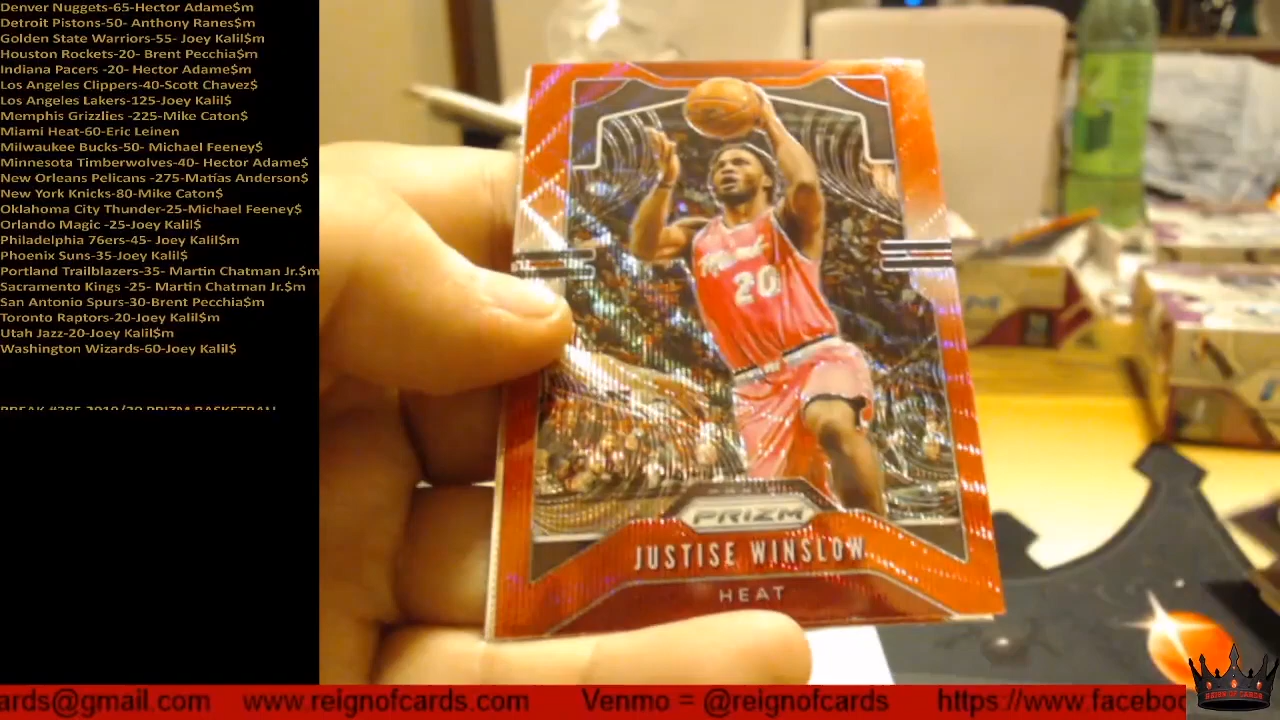 Denver Nuggets-65-Hector Adame$m
Detroit Pistons-50- Anthony Ranes$m
Golden State Warriors-55- Joey Kalil$m
Houston Rockets-20- Brent Pecchia$m
Indiana Pacers -20- Hector Adame$m
Los Angeles Clippers-40-Scott Chavez$
Los Angeles Lakers-125-Joey Kalil$
Memphis Grizzlies -225-Mike Caton$
Miami Heat-60-Eric Leinen
Milwaukee Bucks-50- Michael Feeney$
Minnesota Timberwolves-40- Hector Adame$
New Orleans Pelicans -275-Matias Anderson$
New York Knicks-80-Mike Caton$
Oklahoma City Thunder-25-Michael Feeney$
Orlando Magic -25-Joey Kalil$
Philadelphia 76ers-45- Joey Kalil$m
Phoenix Suns-35-Joey Kalil$
Portland Trailblazers-35- Martin Chatman Jr.$m
Sacramento Kings -25- Martin Chatman Jr.$m
San Antonio Spurs-30-Brent Pecchia$m
Toronto Raptors-20-Joey Kalil$m
Utah Jazz-20-Joey Kalil$m
Washington Wizards-60-Joey Kalil$
20
PRIZM
JUSTISE WINSLOW
HEAT
ards@gmail.com www.reignofcards.com Venmo = @reignofcards https://www.faceboo
REIGN OF CARDS